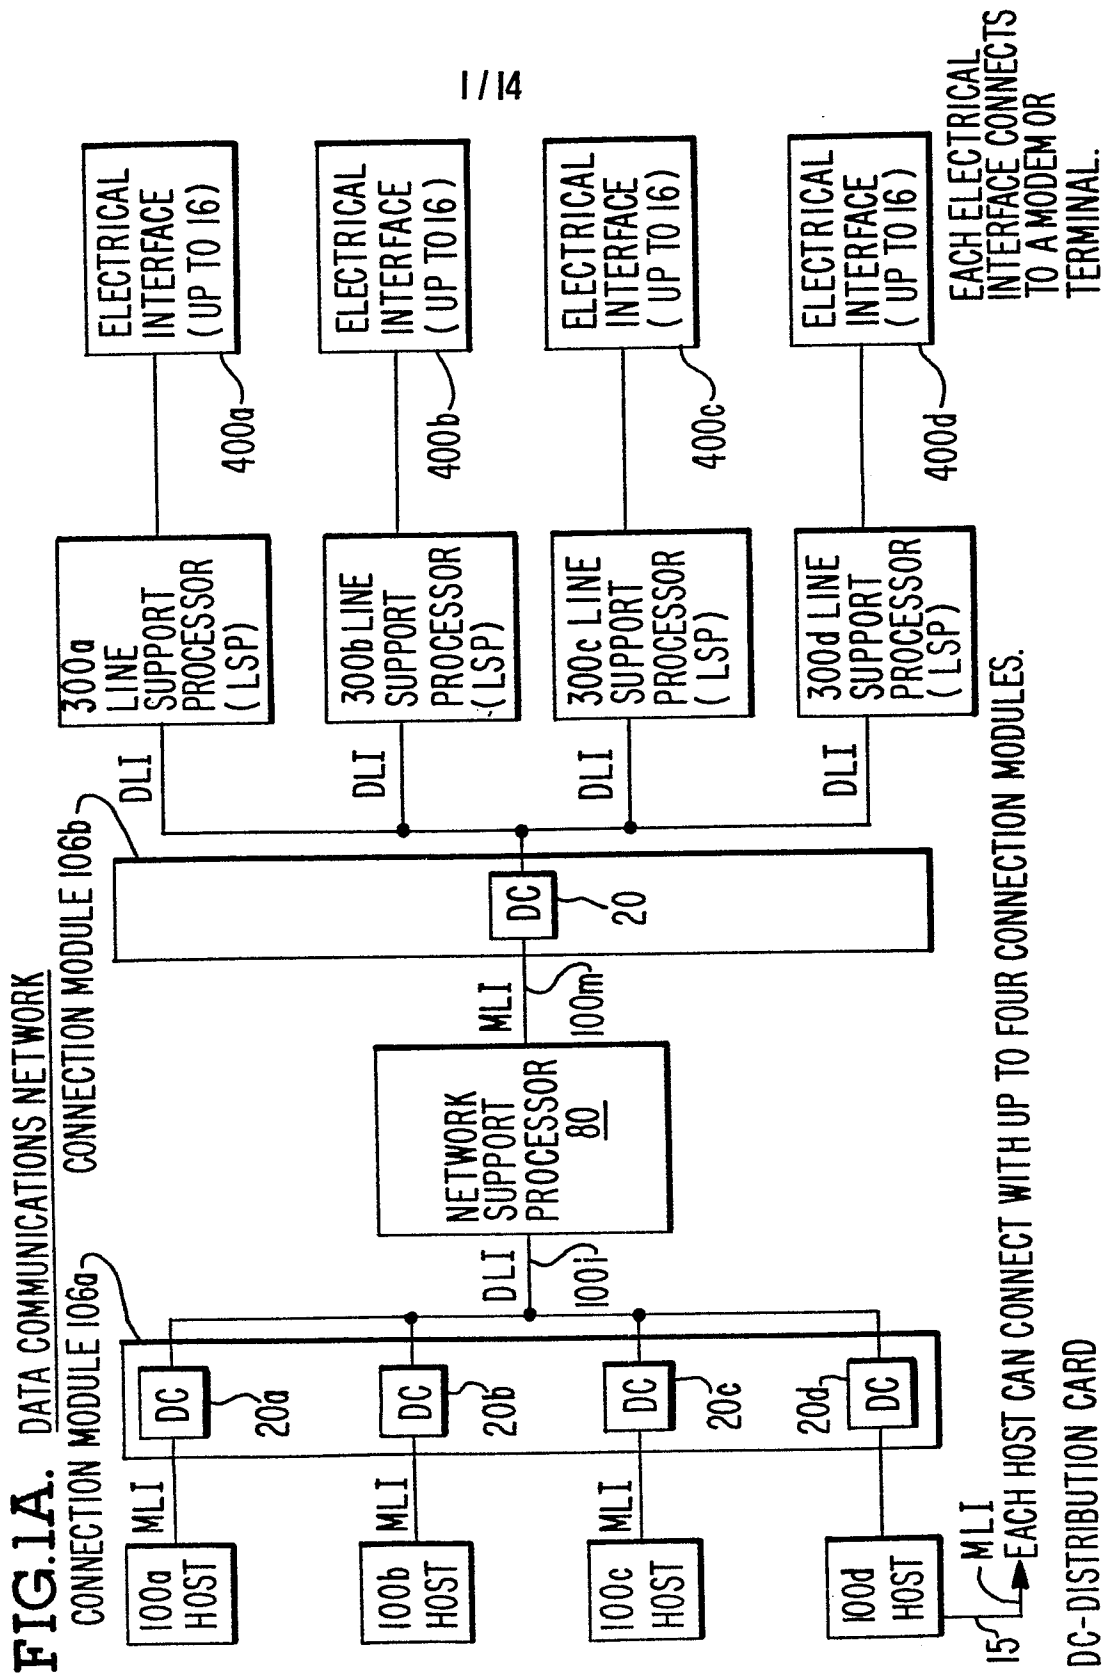 1/14
FIG.1A. DATA COMMUNICATIONS NETWORK
CONNECTION MODULE 106a
CONNECTION MODULE 106b
100a
HOST
MLI
DC
20a
100b
HOST
MLI
DC
20b
100c
HOST
MLI
DC
20c
100d
HOST
DC
20d
15
MLI
EACH HOST CAN CONNECT WITH UP TO FOUR CONNECTION MODULES.
DC-DISTRIBUTION CARD
DLI
100j
NETWORK
SUPPORT
PROCESSOR
80
MLI
100m
DC
20
DLI
300a
LINE
SUPPORT
PROCESSOR
(LSP)
400a
ELECTRICAL
INTERFACE
(UP TO 16)
DLI
300b LINE
SUPPORT
PROCESSOR
(LSP)
400b
ELECTRICAL
INTERFACE
(UP TO 16)
DLI
300c LINE
SUPPORT
PROCESSOR
(LSP)
400c
ELECTRICAL
INTERFACE
(UP TO 16)
DLI
300d LINE
SUPPORT
PROCESSOR
(LSP)
400d
ELECTRICAL
INTERFACE
(UP TO 16)
EACH ELECTRICAL
INTERFACE CONNECTS
TO A MODEM OR
TERMINAL.